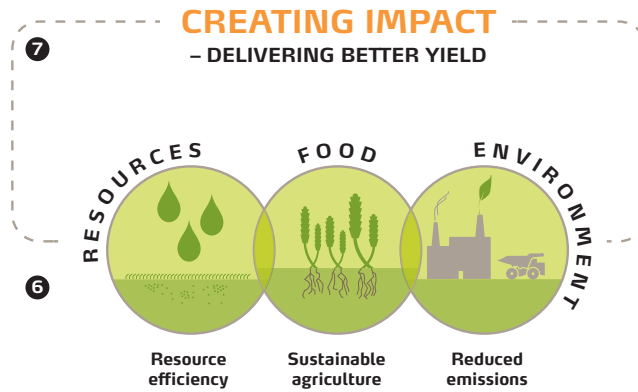 CREATING IMPACT
7
– DELIVERING BETTER YIELD
RESOURCES
FOOD
ENVIRONMENT
6
Resource
efficiency
Sustainable
agriculture
Reduced
emissions